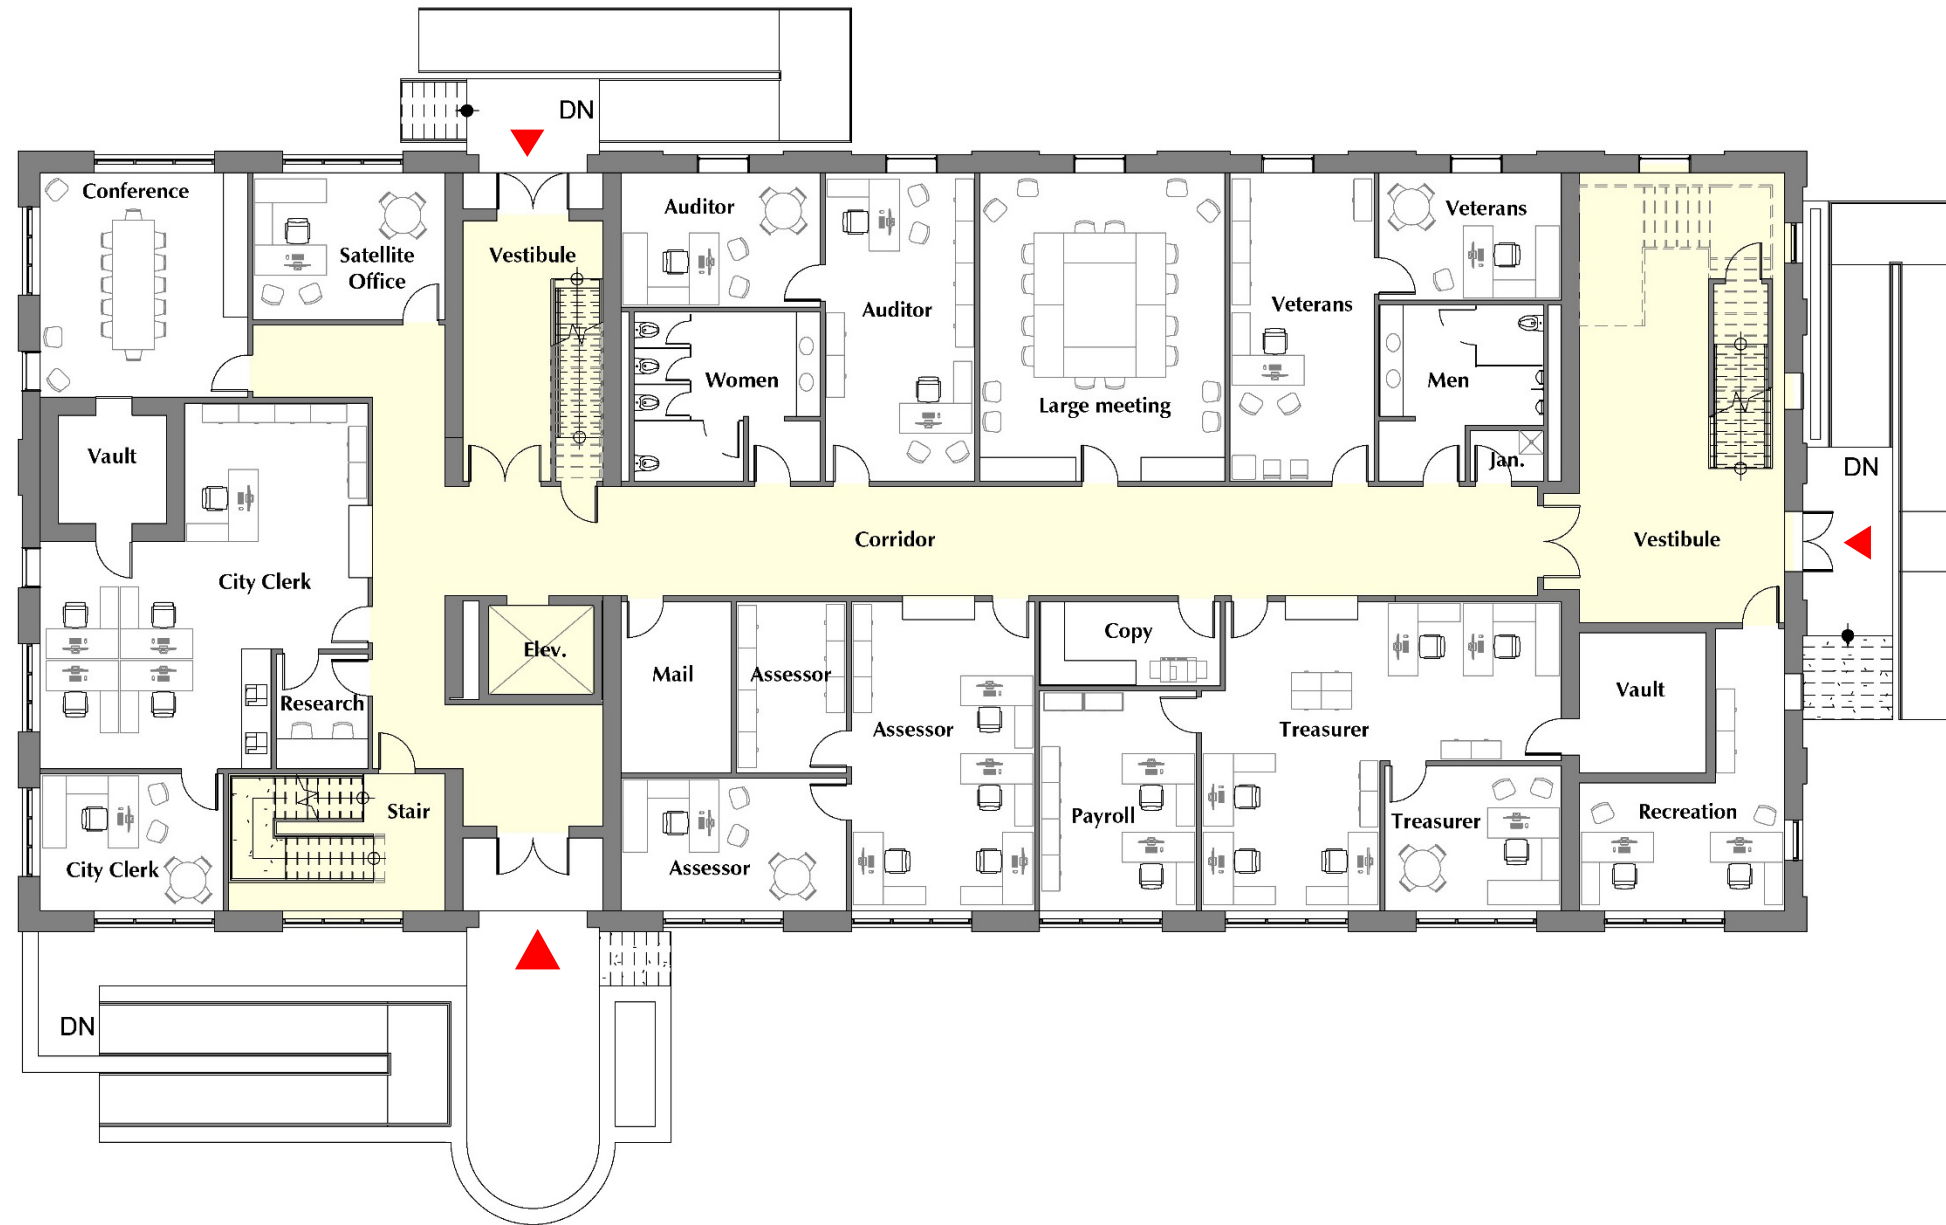 DN
Conference
Satellite
Office
Vestibule
Auditor
Auditor
Women
Large meeting
Veterans
Veterans
Men
Jan.
Vault
City Clerk
Corridor
Vestibule
DN
Elev.
Research
Mail
Assessor
Assessor
Copy
Treasurer
Vault
Stair
City Clerk
Assessor
Payroll
Treasurer
Recreation
DN